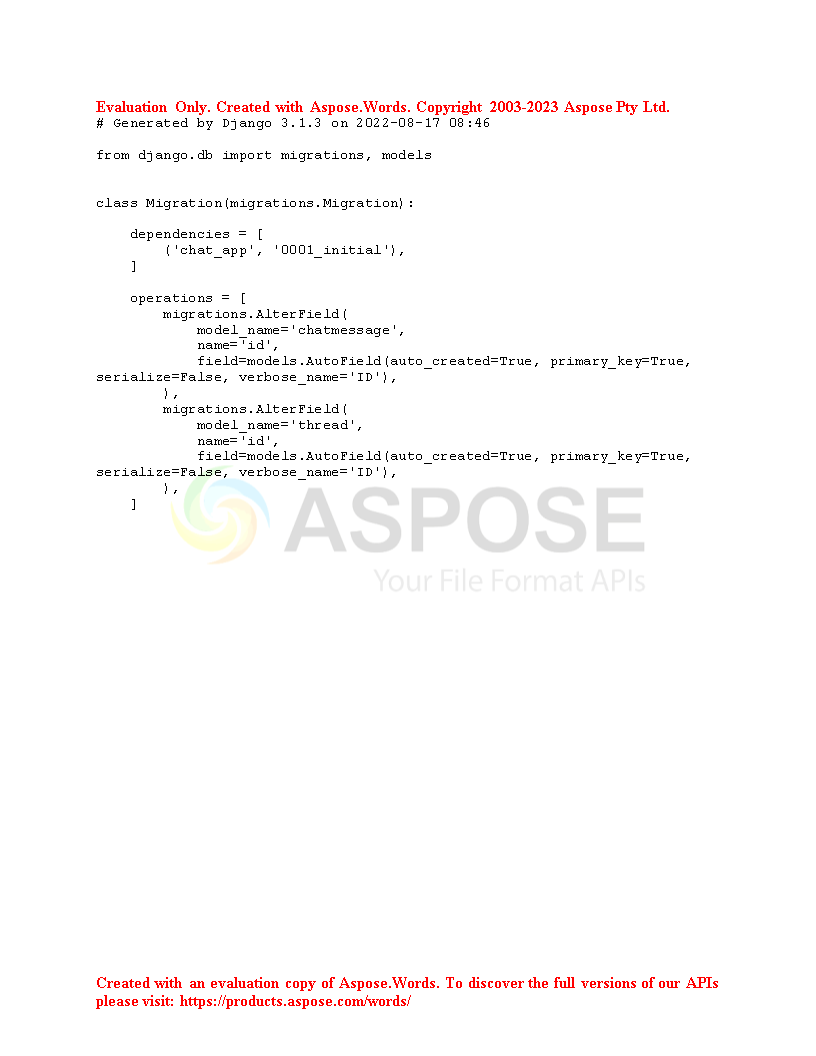 Evaluation Only. Created with Aspose.Words. Copyright 2003-2023 Aspose Pty Ltd.
# Generated by Django 3.1.3 on 2022-08-17 08:46

from django.db import migrations, models


class Migration(migrations.Migration):

    dependencies = [
        ('chat_app', '0001_initial'),
    ]

    operations = [
        migrations.AlterField(
            model_name='chatmessage',
            name='id',
            field=models.AutoField(auto_created=True, primary_key=True,
serialize=False, verbose_name='ID'),
        ),
        migrations.AlterField(
            model_name='thread',
            name='id',
            field=models.AutoField(auto_created=True, primary_key=True,
serialize=False, verbose_name='ID'),
        ),
    ]
ASPOSE
Your File Format APIs
Created with an evaluation copy of Aspose.Words. To discover the full versions of our APIs
please visit: https://products.aspose.com/words/